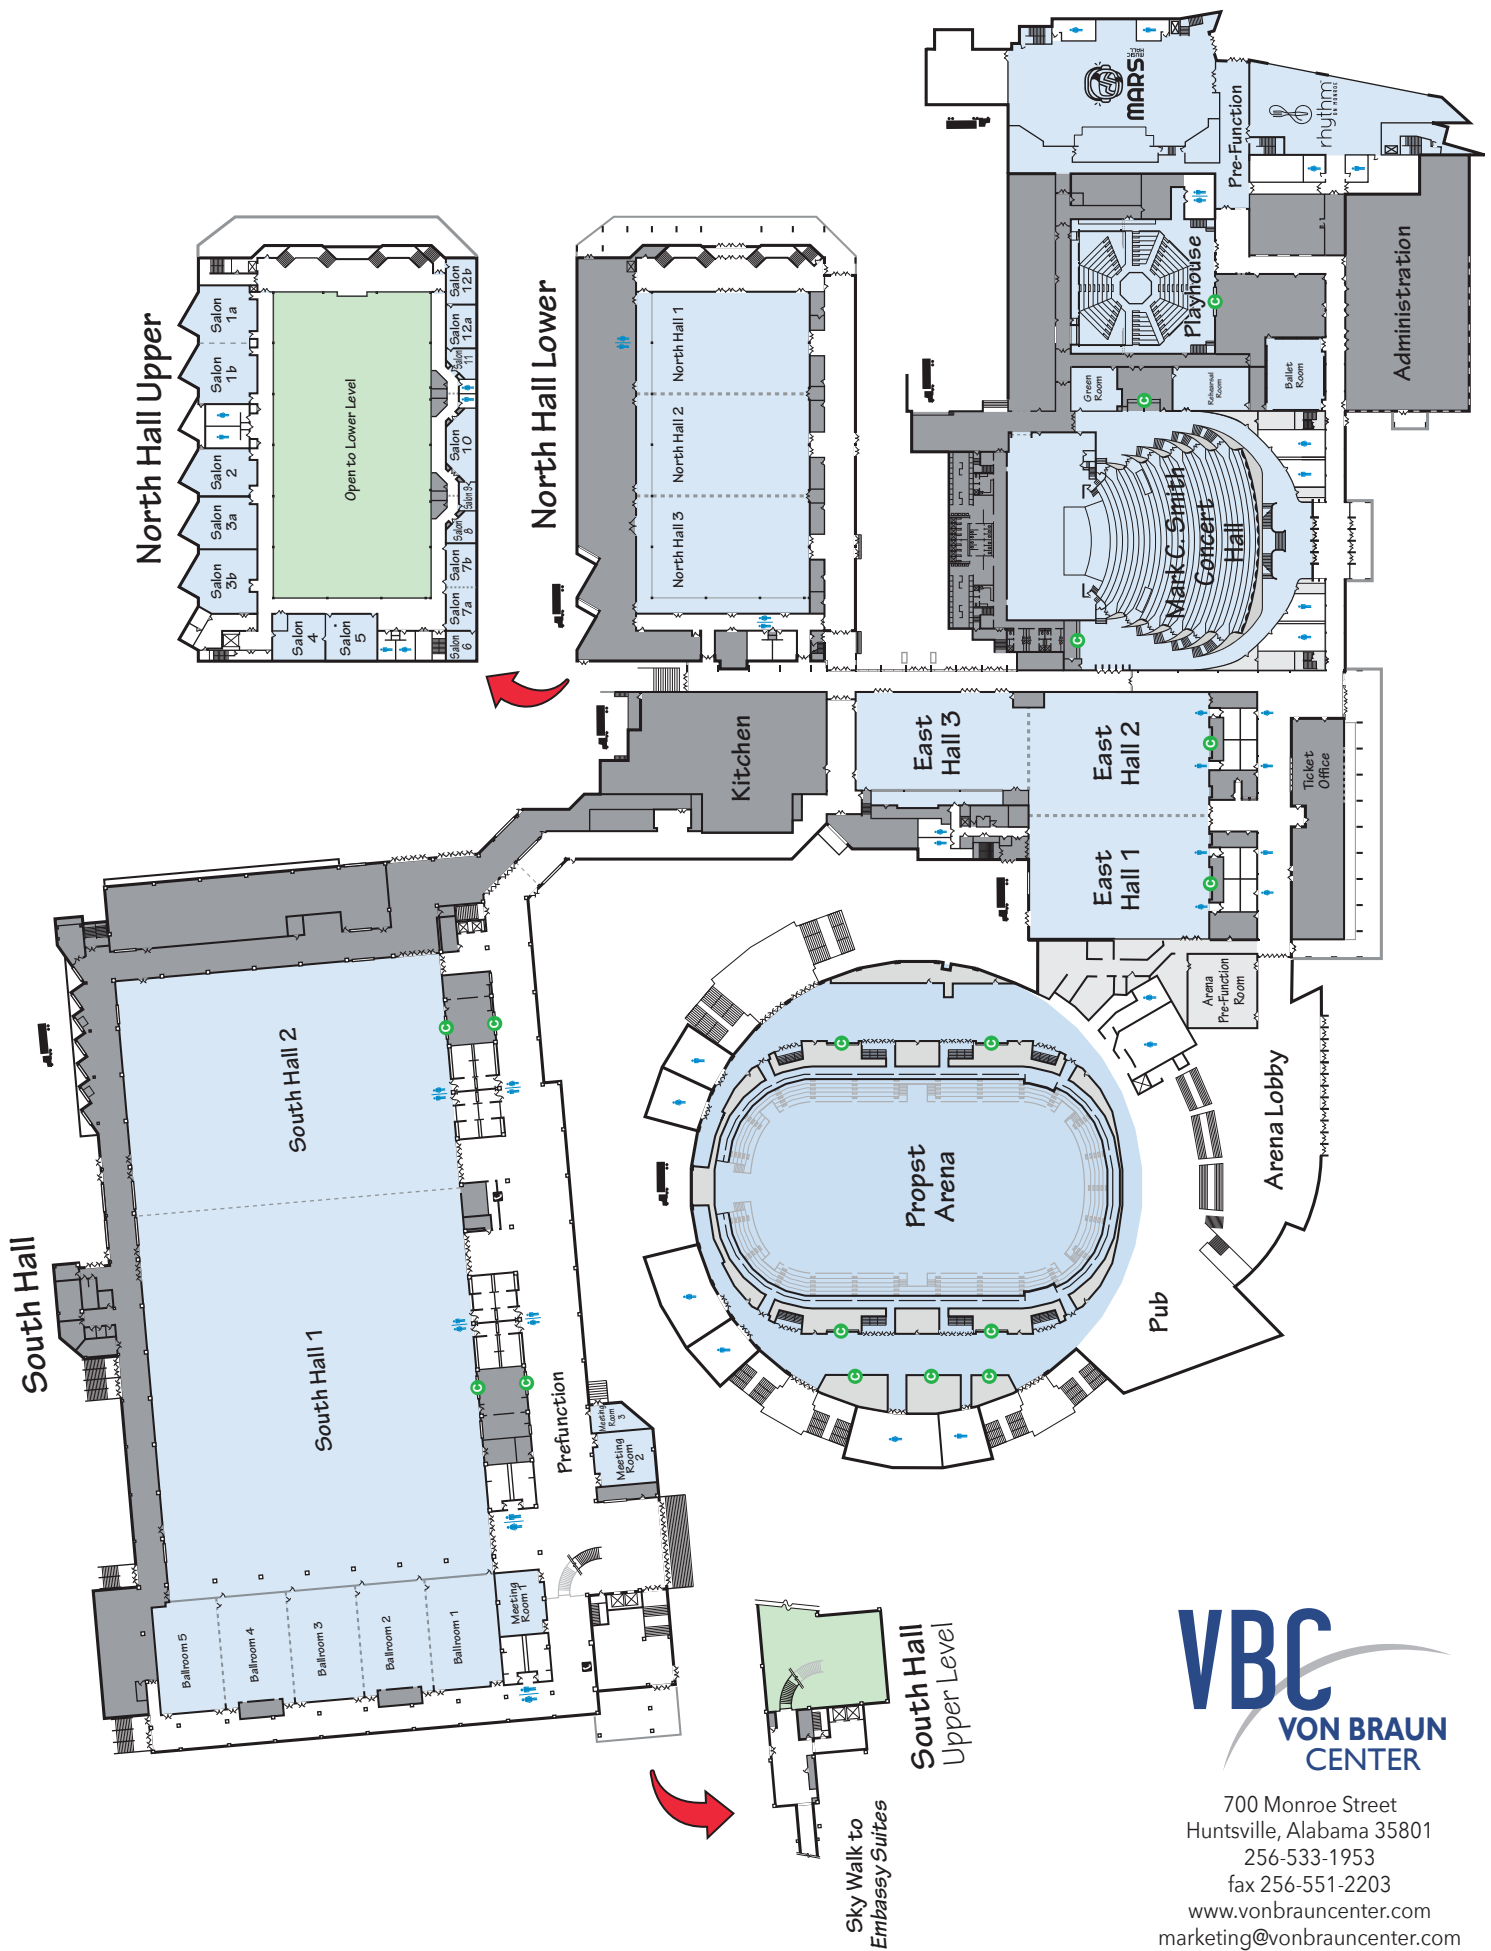 North Hall Upper
Salon
1a
Salon
1b
Salon
2
Salon
3a
Salon
3b
Salon
4
Salon
5
Salon
6
Salon
7a
Salon
7b
Salon
8
Salon 9
Salon
10
Salon
11
Salon
12a
Salon
12b
Open to Lower Level
North Hall Lower
North Hall 1
North Hall 2
North Hall 3
MARS
MUSIC
HALL
rhythm
ON MONROE
Pre-Function
Playhouse
C
Administration
Green
Room
C
Rehearsal
Room
Ballet
Room
Mark C. Smith
Concert
Hall
C
Kitchen
East
Hall 3
East
Hall 2
East
Hall 1
C
C
Ticket
Office
Arena
Pre-Function
Room
Arena Lobby
Pub
Propst
Arena
C
C
C
C
C
C
C
South Hall
South Hall 2
South Hall 1
C
C
C
C
Prefunction
Meeting
Room
3
Meeting
Room
2
Meeting
Room 1
Ballroom 5
Ballroom 4
Ballroom 3
Ballroom 2
Ballroom 1
South Hall
Upper Level
Sky Walk to
Embassy Suites
VBC
VON BRAUN
CENTER
700 Monroe Street
Huntsville, Alabama 35801
256-533-1953
fax 256-551-2203
www.vonbrauncenter.com
marketing@vonbrauncenter.com